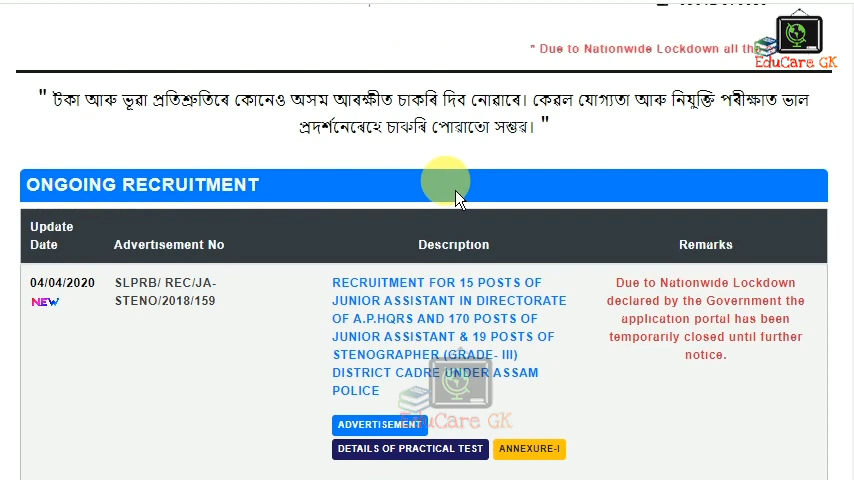 * Due to Nationwide Lockdown all the
EduCare GK
" টকা আৰু ভূৱা প্ৰতিশ্ৰুতিৰে কোনেও অসম আৰক্ষীত চাকৰি দিব নোৱাৰে। কেৱল যোগ্যতা আৰু নিযুক্তি পৰীক্ষাত ভাল
প্ৰদৰ্শনেৰেহে চাকৰি পোৱাতো সম্ভৱ। "
ONGOING RECRUITMENT
Update
Date
Advertisement No
Description
Remarks
04/04/2020
NEW
SLPRB/ REC/JA-
STENO/2018/159
RECRUITMENT FOR 15 POSTS OF
JUNIOR ASSISTANT IN DIRECTORATE
OF A.P.HQRS AND 170 POSTS OF
JUNIOR ASSISTANT & 19 POSTS OF
STENOGRAPHER (GRADE- III)
DISTRICT CADRE UNDER ASSAM
POLICE
Due to Nationwide Lockdown
declared by the Government the
application portal has been
temporarily closed until further
notice.
EduCare GK
ADVERTISEMENT
DETAILS OF PRACTICAL TEST
ANNEXURE-I